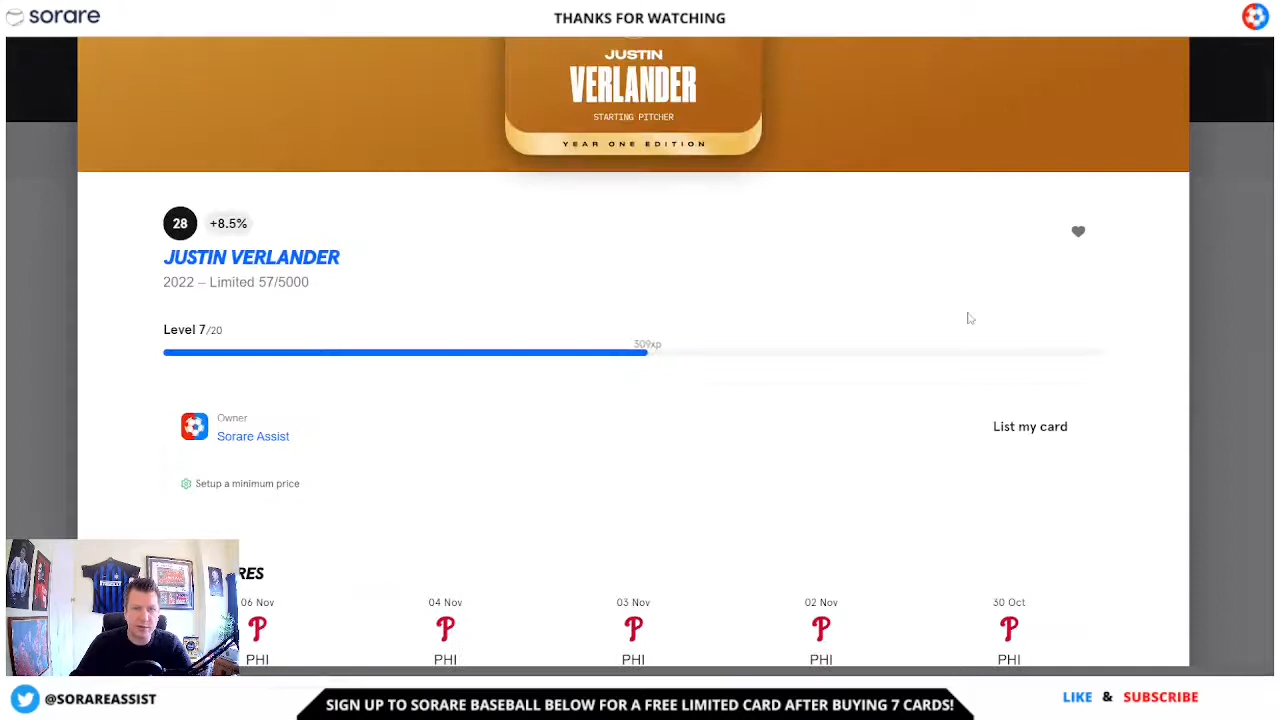 sorare
THANKS FOR WATCHING
JUSTIN
VERLANDER
STARTING PITCHER
YEAR ONE EDITION
28 +8.5%
JUSTIN VERLANDER
2022 – Limited 57/5000
Level 7/20
309xp
Owner
Sorare Assist
List my card
Setup a minimum price
RES
06 Nov 04 Nov 03 Nov 02 Nov 30 Oct
P P P P P
PHI PHI PHI PHI PHI
@SORAREASSIST
SIGN UP TO SORARE BASEBALL BELOW FOR A FREE LIMITED CARD AFTER BUYING 7 CARDS!
LIKE & SUBSCRIBE